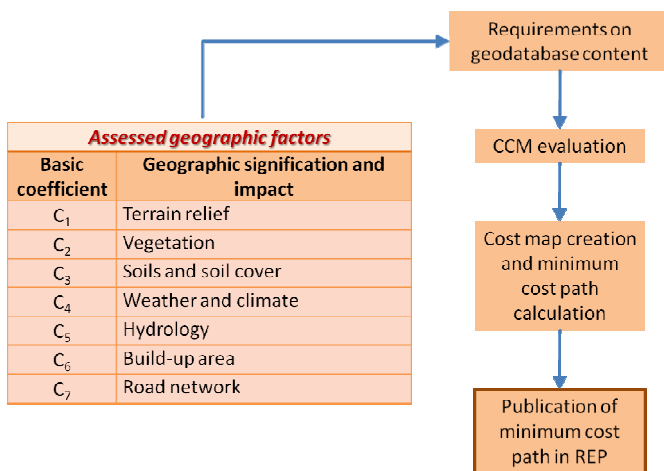 Requirements on
geodatabase content
Assessed geographic factors
Basic
coefficient
Geographic signification and
impact
C1 Terrain relief
C2 Vegetation
C3 Soils and soil cover
C4 Weather and climate
C5 Hydrology
C6 Build-up area
C7 Road network
CCM evaluation
Cost map creation
and minimum
cost path
calculation
Publication of
minimum cost
path in REP